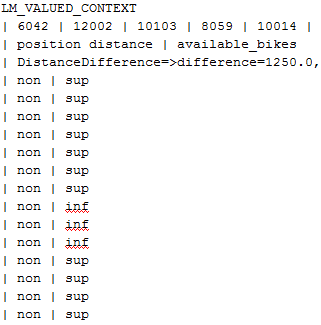 LM_VALUED_CONTEXT
| 6042 | 12002 | 10103 | 8059 | 10014 |
| position distance | available_bikes
| DistanceDifference=>difference=1250.0,
| non | sup
| non | sup
| non | sup
| non | sup
| non | sup
| non | sup
| non | sup
| non | inf
| non | inf
| non | inf
| non | sup
| non | sup
| non | sup
| non | sup